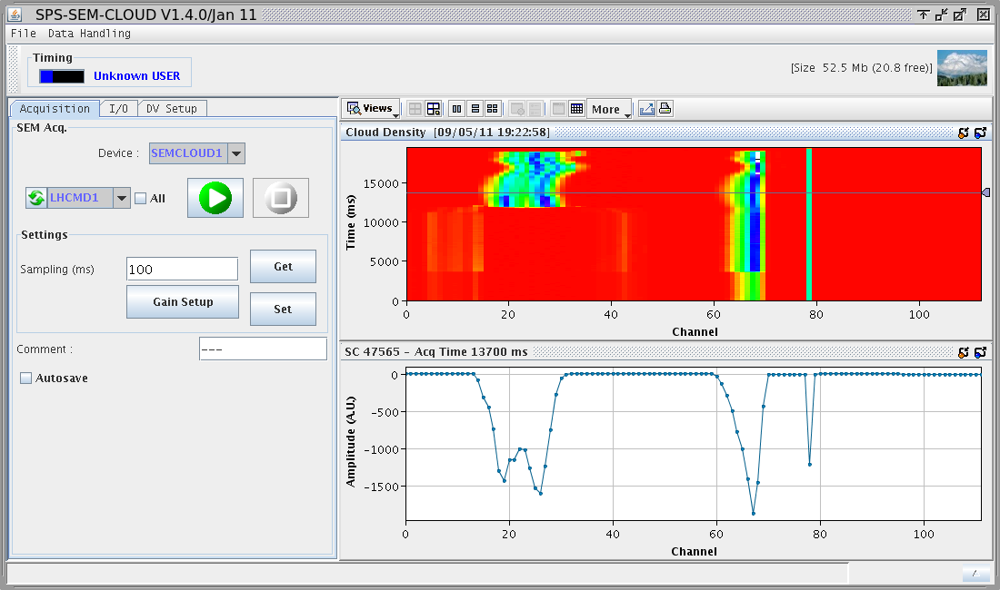 SPS-SEM-CLOUD V1.4.0/Jan 11
File Data Handling
Timing
Unknown USER
[Size 52.5 Mb (20.8 free)]
Acquisition I/O DV Setup
SEM Acq.
Device : SEMCLOUD1
LHCMD1 All
Settings
Sampling (ms) 100 Get
Gain Setup Set
Comment : ---
Autosave
Views More
Cloud Density [09/05/11 19:22:58]
Time (ms)
15000
10000
5000
0
0 20 40 60 80 100
Channel
SC 47565 - Acq Time 13700 ms
Amplitude (A.U.)
0
-500
-1000
-1500
0 20 40 60 80 100
Channel